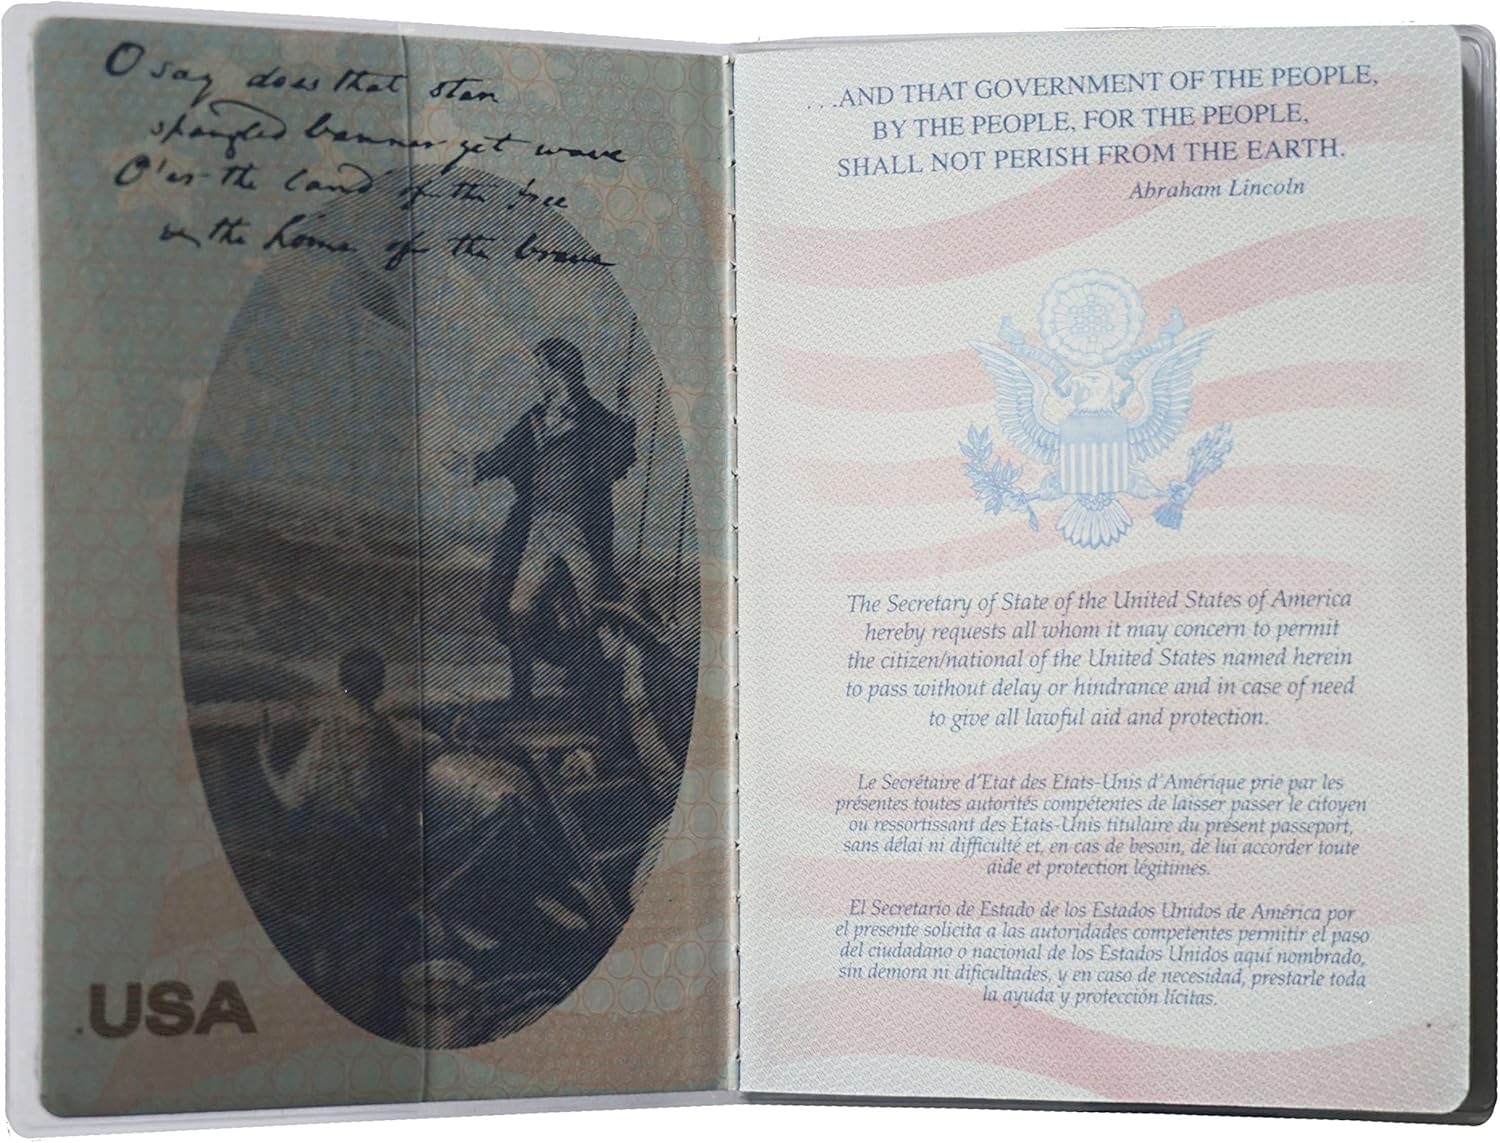 O say does that star
spangled banner yet wave
O'er the land of the free
& the home of the brave
USA
...AND THAT GOVERNMENT OF THE PEOPLE,
BY THE PEOPLE, FOR THE PEOPLE,
SHALL NOT PERISH FROM THE EARTH.
Abraham Lincoln
The Secretary of State of the United States of America
hereby requests all whom it may concern to permit
the citizen/national of the United States named herein
to pass without delay or hindrance and in case of need
to give all lawful aid and protection.
Le Secrétaire d'Etat des Etats-Unis d'Amérique prie par les
présentes toutes autorités compétentes de laisser passer le citoyen
ou ressortissant des Etats-Unis titulaire du présent passeport,
sans délai ni difficulté et, en cas de besoin, de lui accorder toute
aide et protection légitimes.
El Secretario de Estado de los Estados Unidos de América por
el presente solicita a las autoridades competentes permitir el paso
del ciudadano o nacional de los Estados Unidos aquí nombrado,
sin demora ni dificultades, y en caso de necesidad, prestarle toda
la ayuda y protección lícitas.